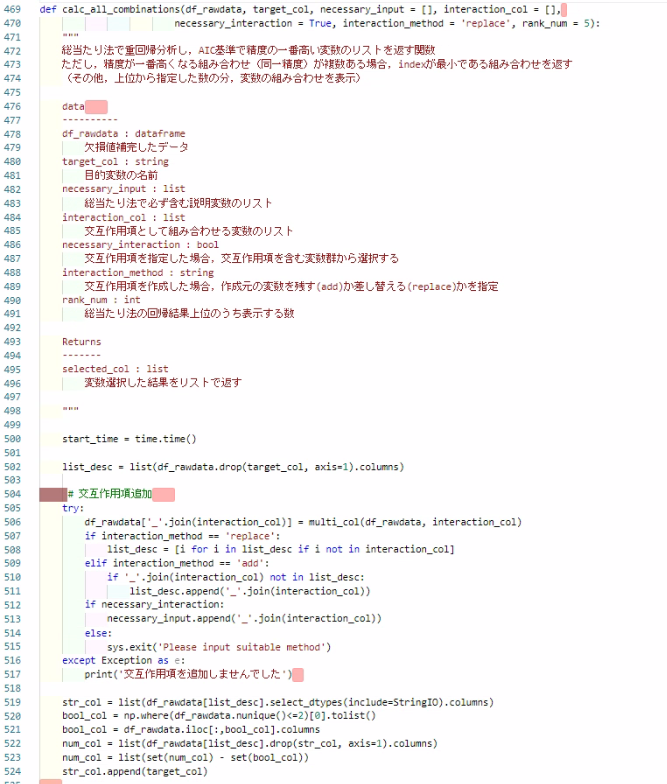 469 def calc_all_combinations(df_rawdata, target_col, necessary_input = [], interaction_col = [],
470 necessary_interaction = True, interaction_method = 'replace', rank_num = 5):
471 """
472 総当たり法で重回帰分析し，AIC基準で精度の一番高い変数のリストを返す関数
473 ただし，精度が一番高くなる組み合わせ（同一精度）が複数ある場合，indexが最小である組み合わせを返す
474 （その他，上位から指定した数の分，変数の組み合わせを表示）
475
476 data
477 ----------
478 df_rawdata : dataframe
479 欠損値補完したデータ
480 target_col : string
481 目的変数の名前
482 necessary_input : list
483 総当たり法で必ず含む説明変数のリスト
484 interaction_col : list
485 交互作用項として組み合わせる変数のリスト
486 necessary_interaction : bool
487 交互作用項を指定した場合，交互作用項を含む変数群から選択する
488 interaction_method : string
489 交互作用項を作成した場合，作成元の変数を残す(add)か差し替える(replace)かを指定
490 rank_num : int
491 総当たり法の回帰結果上位のうち表示する数
492
493 Returns
494 -------
495 selected_col : list
496 変数選択した結果をリストで返す
497
498 """
499
500 start_time = time.time()
501
502 list_desc = list(df_rawdata.drop(target_col, axis=1).columns)
503
504 # 交互作用項追加
505 try:
506 df_rawdata['_'.join(interaction_col)] = multi_col(df_rawdata, interaction_col)
507 if interaction_method == 'replace':
508 list_desc = [i for i in list_desc if i not in interaction_col]
509 elif interaction_method == 'add':
510 if '_'.join(interaction_col) not in list_desc:
511 list_desc.append('_'.join(interaction_col))
512 if necessary_interaction:
513 necessary_input.append('_'.join(interaction_col))
514 else:
515 sys.exit('Please input suitable method')
516 except Exception as e:
517 print('交互作用項を追加しませんでした')
518
519 str_col = list(df_rawdata[list_desc].select_dtypes(include=StringIO).columns)
520 bool_col = np.where(df_rawdata.nunique()<=2)[0].tolist()
521 bool_col = df_rawdata.iloc[:,bool_col].columns
522 num_col = list(df_rawdata[list_desc].drop(str_col, axis=1).columns)
523 num_col = list(set(num_col) - set(bool_col))
524 str_col.append(target_col)